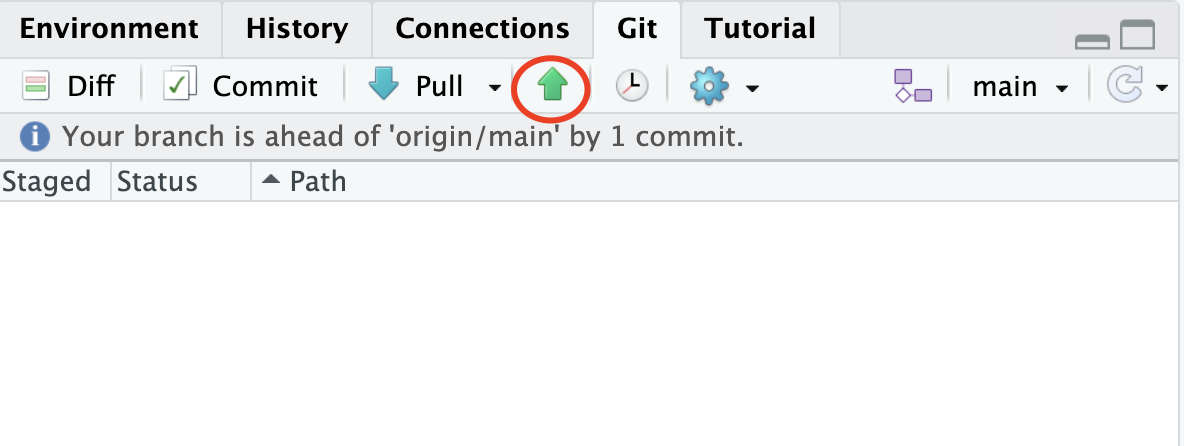 Environment History Connections Git Tutorial
Diff Commit Pull main
Your branch is ahead of 'origin/main' by 1 commit.
Staged Status Path